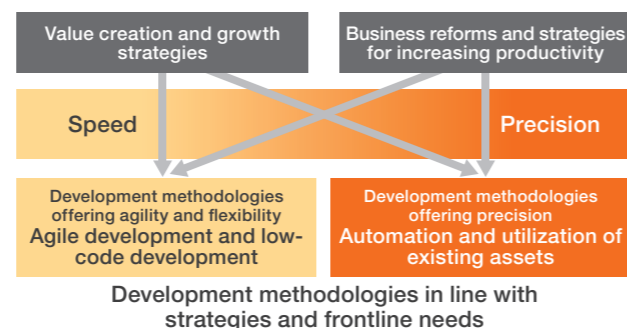 Value creation and growth
strategies
Business reforms and strategies
for increasing productivity
Speed
Precision
Development methodologies
offering agility and flexibility
Agile development and low-
code development
Development methodologies
offering precision
Automation and utilization of
existing assets
Development methodologies in line with
strategies and frontline needs